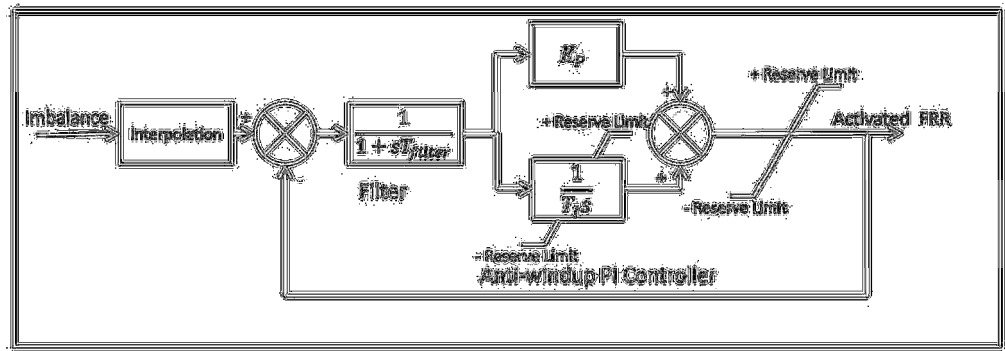 Imbalance
Interpolation
+
-
1
1 + sT_filter
Filter
K_P
+ Reserve Limit
1
T_i s
- Reserve Limit
+
+
+ Reserve Limit
- Reserve Limit
Activated FRR
Anti-windup PI Controller